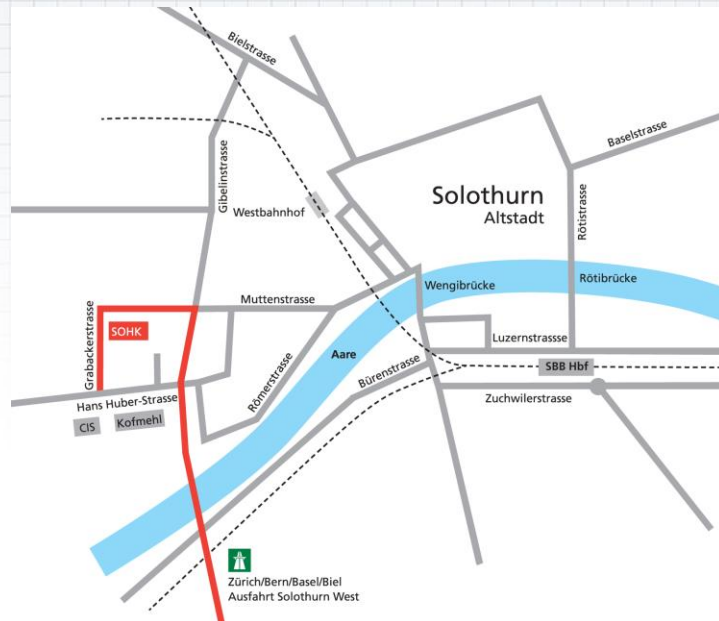 Bielstrasse
Baselstrasse
Gibelinstrasse
Solothurn
Altstadt
Westbahnhof
Rötistrasse
Wengibrücke
Rötibrücke
Muttenstrasse
Grabackerstrasse
SOHK
Luzernstrassse
Aare
Römerstrasse
Bürenstrasse
SBB Hbf
Hans Huber-Strasse
Zuchwilerstrasse
CIS
Kofmehl
Zürich/Bern/Basel/Biel
Ausfahrt Solothurn West